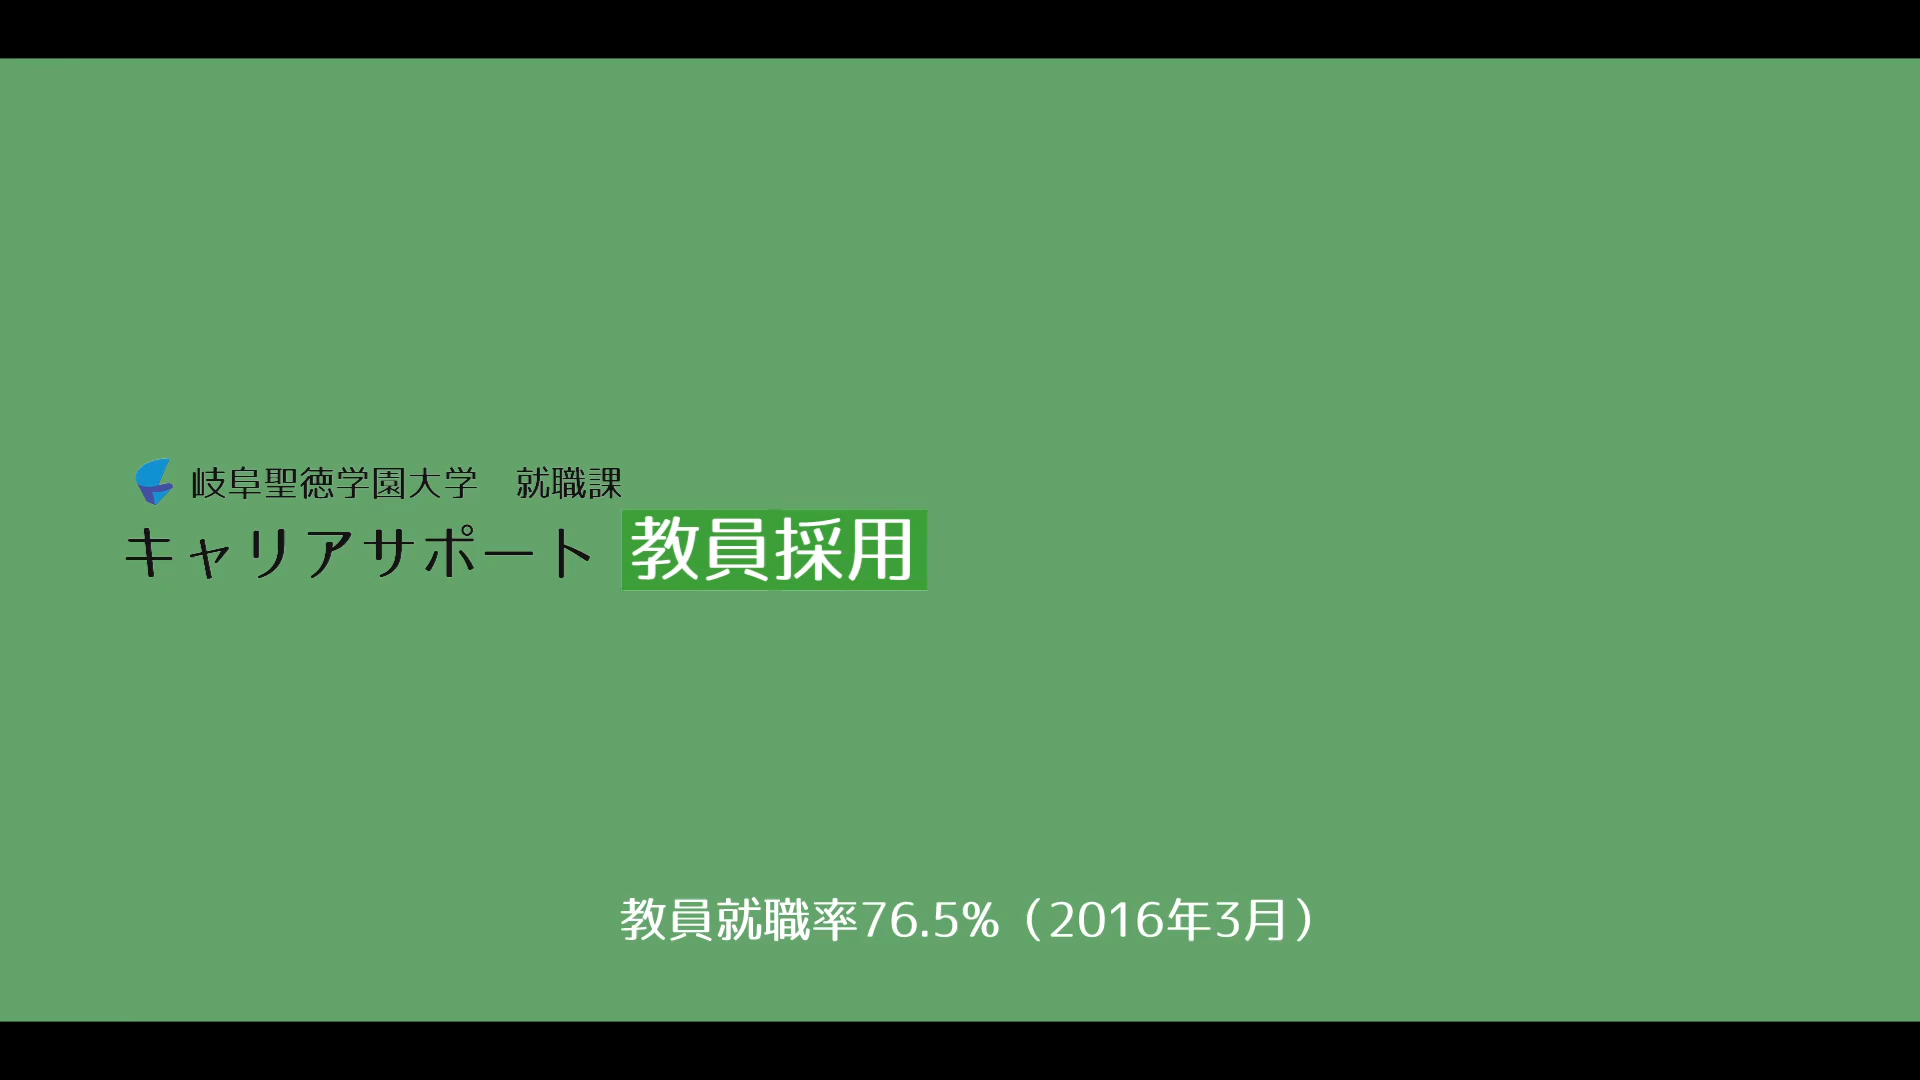 岐阜聖徳学園大学　就職課
キャリアサポート 教員採用
教員就職率76.5%（2016年3月）